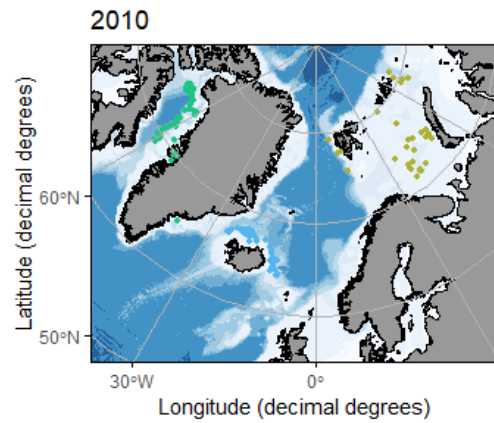 2010
Latitude (decimal degrees)
60°N
50°N
30°W
0°
Longitude (decimal degrees)